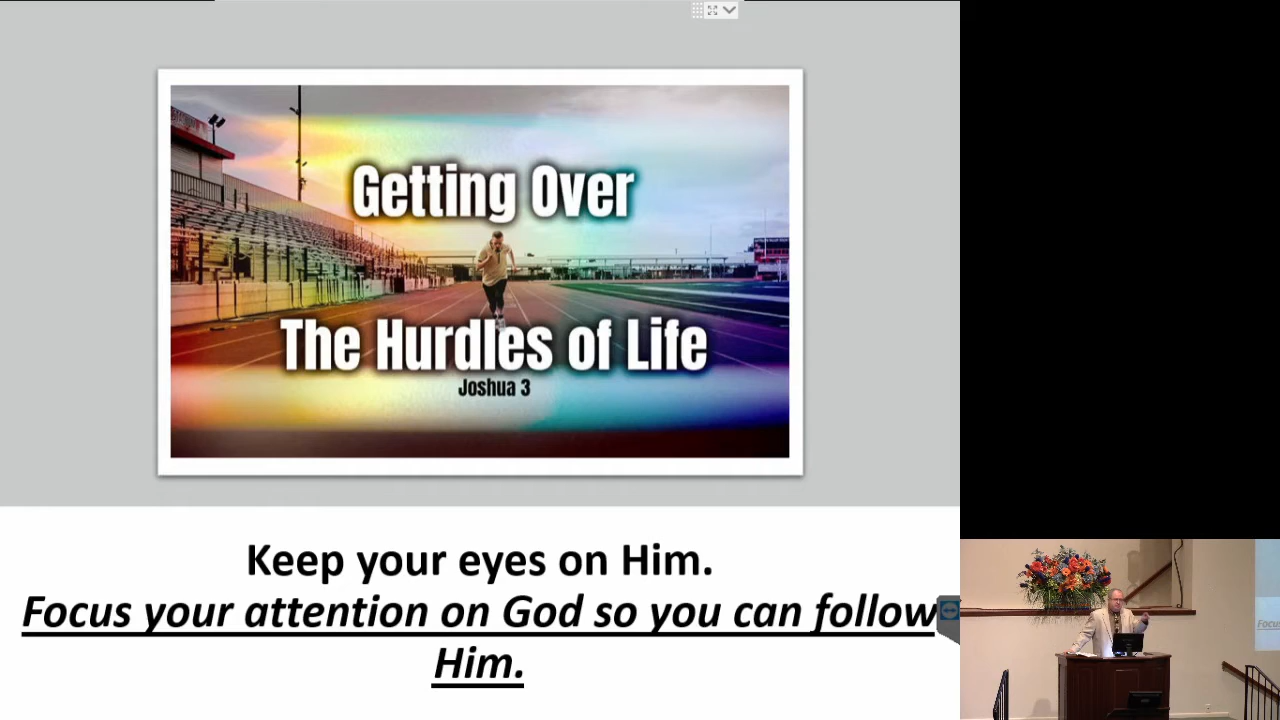 Getting Over
The Hurdles of Life
Joshua 3
Keep your eyes on Him.
Focus your attention on God so you can follow
Him.
Focus